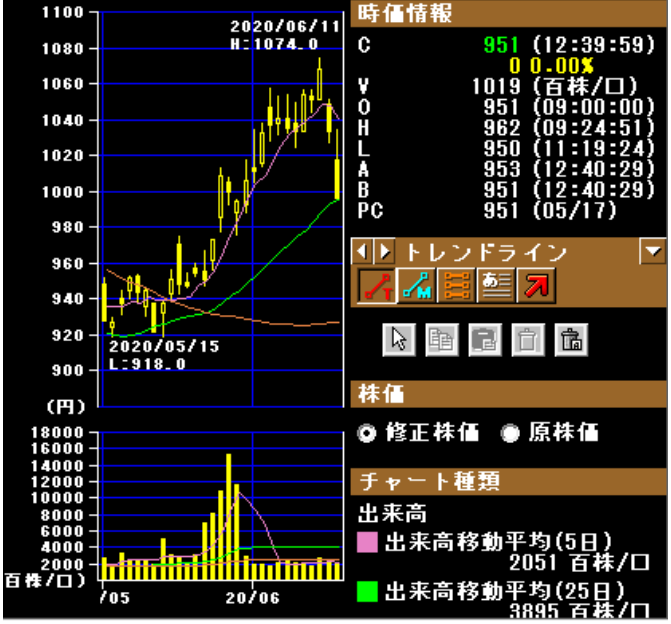 1100
1080
1060
1040
1020
1000
980
960
940
920
900
(円)
2020/06/11
H:1074.0
2020/05/15
L:918.0
18000
16000
14000
12000
10000
8000
6000
4000
2000
百株/口)
/05 20/06
時価情報
C 951 (12:39:59)
0 0.00%
V 1019 (百株/口)
O 951 (09:00:00)
H 962 (09:24:51)
L 950 (11:19:24)
A 953 (12:40:29)
B 951 (12:40:29)
PC 951 (05/17)
トレンドライン
T M あ
株価
修正株価 原株価
チャート種類
出来高
出来高移動平均(5日)
2051 百株/口
出来高移動平均(25日)
3895 百株/口